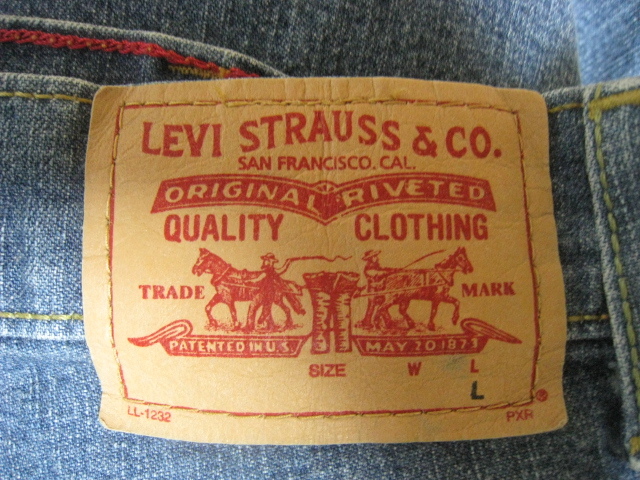 LEVI STRAUSS & CO.
SAN FRANCISCO. CAL.
ORIGINAL RIVETED
QUALITY CLOTHING
TRADE MARK
PATENTED IN U.S. MAY 20 1873
SIZE W L
L
LL-1232 PXR ®